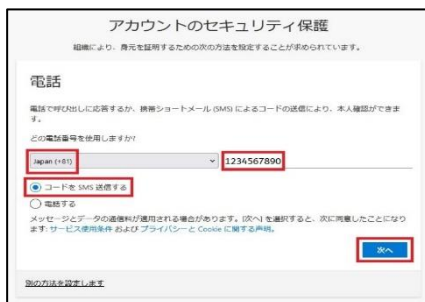 アカウントのセキュリティ保護
組織により、身元を証明するための次の方法を設定することが求められています。
電話
電話で呼び出しに応答するか、携帯ショートメール (SMS) によるコードの送信により、本人確認ができま
す。
どの電話番号を使用しますか?
Japan (+81)
1234567890
コードを SMS 送信する
電話する
メッセージとデータの通信料が適用される場合があります。[次へ] を選択すると、次に同意したことになり
ます: サービス使用条件 および プライバシーと Cookie に関する声明。
次へ
別の方法を設定します